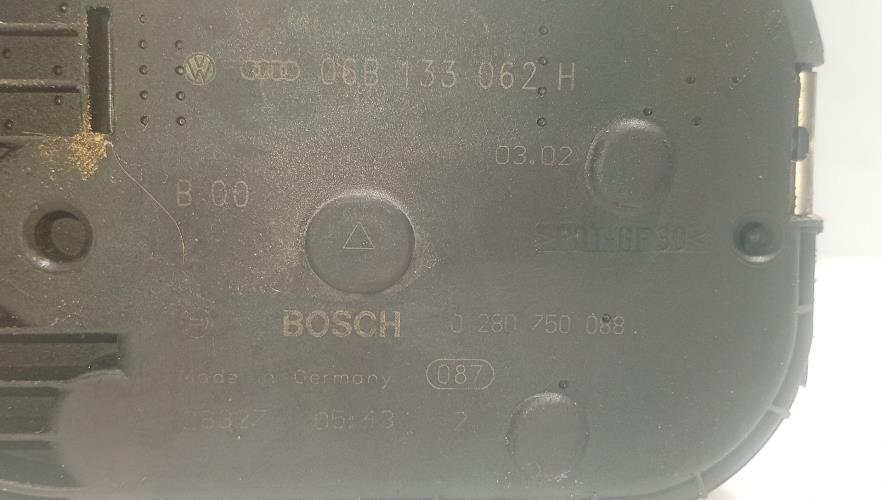 06B 133 062 H
03.02
B 00
BOSCH 0 280 750 088
Made in Germany 087
05:43 2